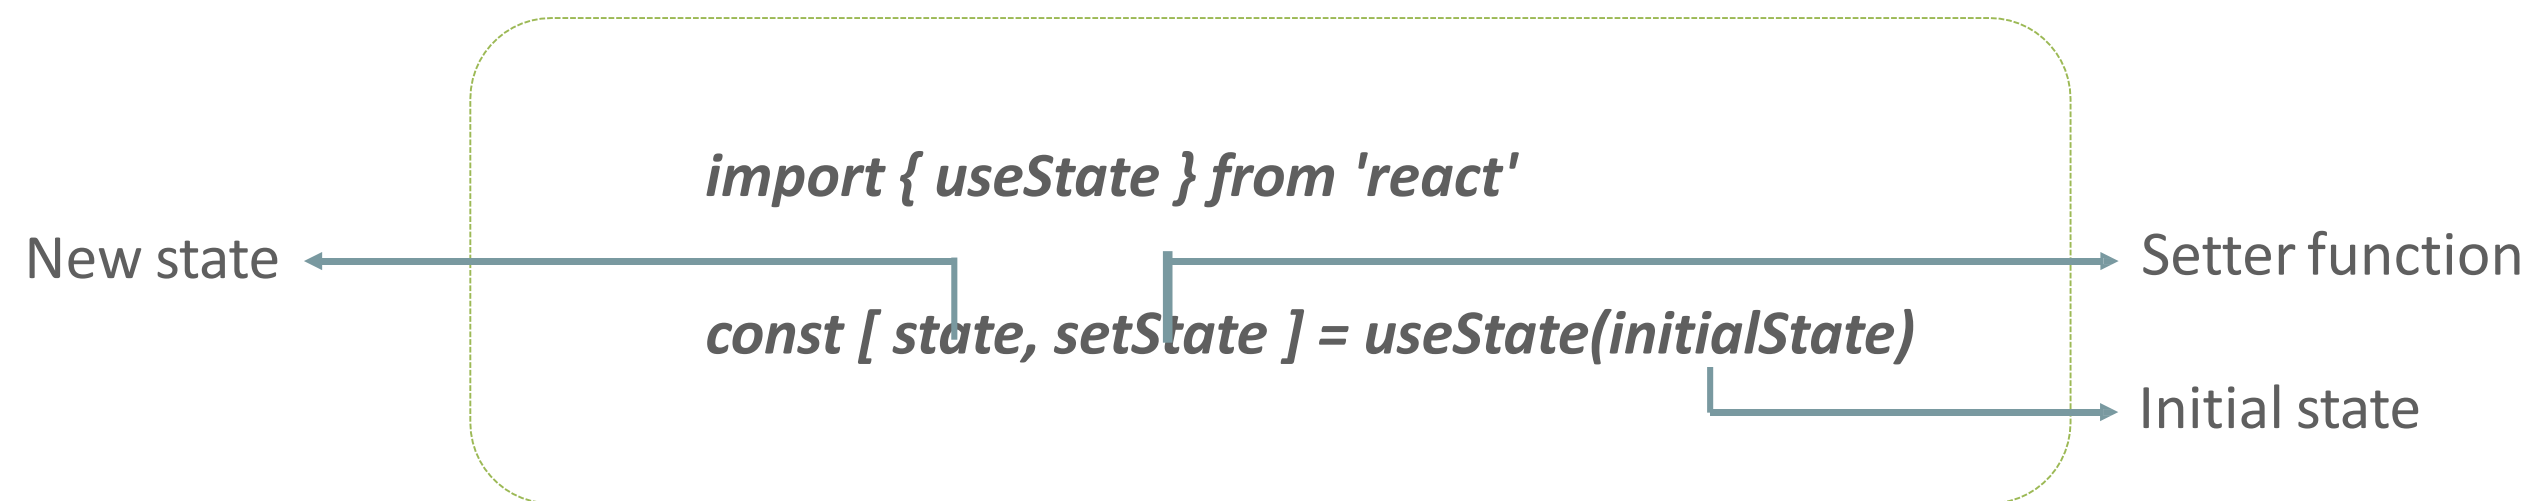 import { useState } from 'react'
New state
Setter function
const [ state, setState ] = useState(initialState)
Initial state